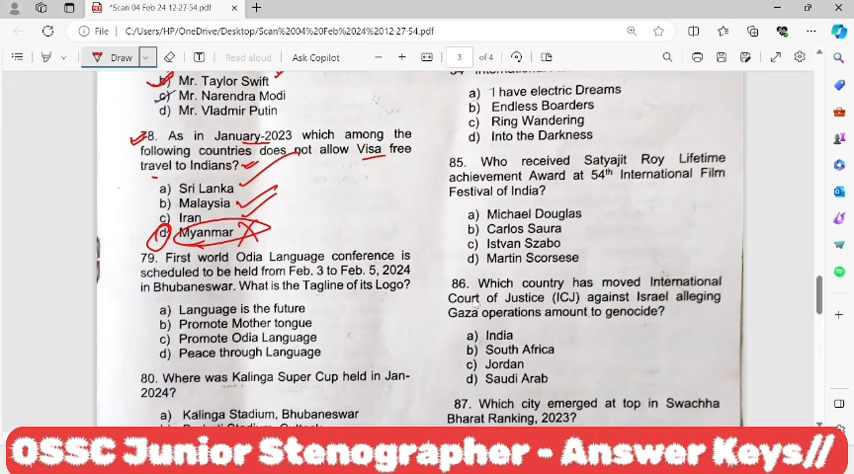 *Scan 04 Feb 24 12-27-54.pdf
File
C:/Users/HP/OneDrive/Desktop/Scan%2004%20Feb%2024%2012-27-54.pdf
Draw
Read aloud
Ask Copilot
3
of 4
b) Mr. Taylor Swift
c) Mr. Narendra Modi
d) Mr. Vladmir Putin
78. As in January-2023 which among the
following countries does not allow Visa free
travel to Indians?
a) Sri Lanka
b) Malaysia
c) Iran
d) Myanmar
79. First world Odia Language conference is
scheduled to be held from Feb. 3 to Feb. 5, 2024
in Bhubaneswar. What is the Tagline of its Logo?
a) Language is the future
b) Promote Mother tongue
c) Promote Odia Language
d) Peace through Language
80. Where was Kalinga Super Cup held in Jan-
2024?
a) Kalinga Stadium, Bhubaneswar
a) I have electric Dreams
b) Endless Boarders
c) Ring Wandering
d) Into the Darkness
85. Who received Satyajit Roy Lifetime
achievement Award at 54th International Film
Festival of India?
a) Michael Douglas
b) Carlos Saura
c) Istvan Szabo
d) Martin Scorsese
86. Which country has moved International
Court of Justice (ICJ) against Israel alleging
Gaza operations amount to genocide?
a) India
b) South Africa
c) Jordan
d) Saudi Arab
87. Which city emerged at top in Swachha
Bharat Ranking, 2023?
OSSC Junior Stenographer - Answer Keys//